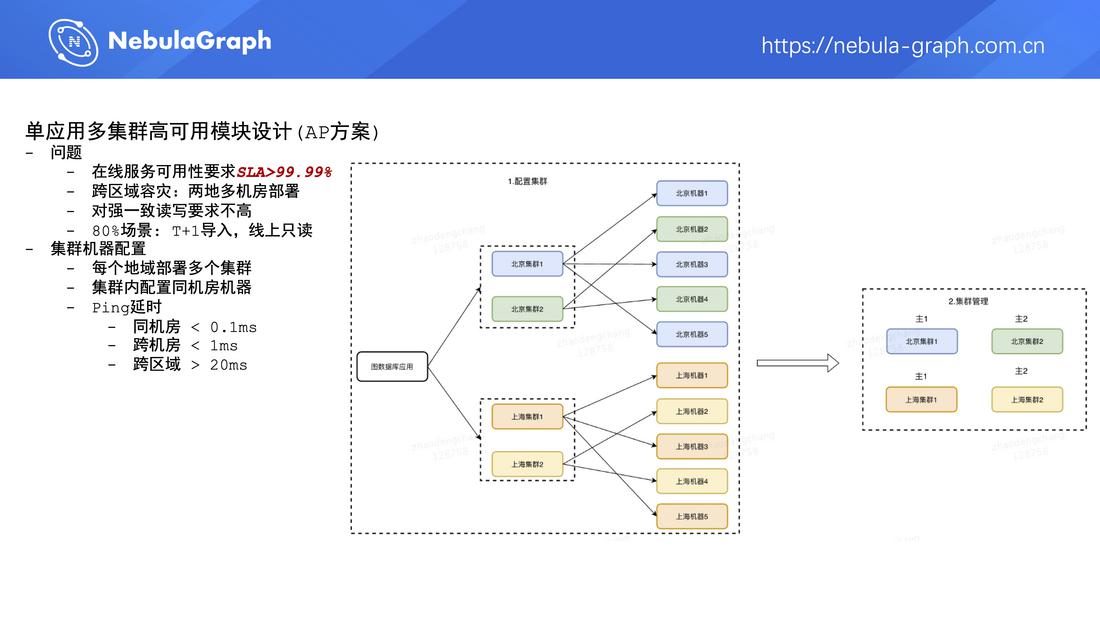 NebulaGraph
https://nebula-graph.com.cn
单应用多集群高可用模块设计(AP方案)
- 问题
- 在线服务可用性要求SLA>99.99%
- 跨区域容灾: 两地多机房部署
- 对强一致读写要求不高
- 80%场景: T+1导入, 线上只读
- 集群机器配置
- 每个地域部署多个集群
- 集群内配置同机房机器
- Ping延时
- 同机房 < 0.1ms
- 跨机房 < 1ms
- 跨区域 > 20ms
1.配置集群
图数据库应用
北京集群1
北京集群2
上海集群1
上海集群2
北京机器1
北京机器2
北京机器3
北京机器4
北京机器5
上海机器1
上海机器2
上海机器3
上海机器4
上海机器5
2.集群管理
主1
主2
北京集群1
北京集群2
主1
主2
上海集群1
上海集群2
zhaodengchang
128758